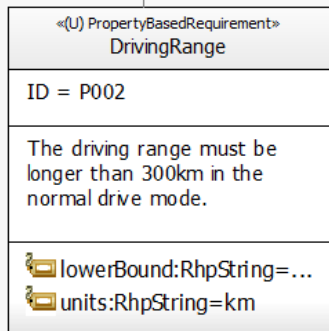 «(U) PropertyBasedRequirement»
DrivingRange
ID = P002
The driving range must be
longer than 300km in the
normal drive mode.
lowerBound:RhpString=...
units:RhpString=km